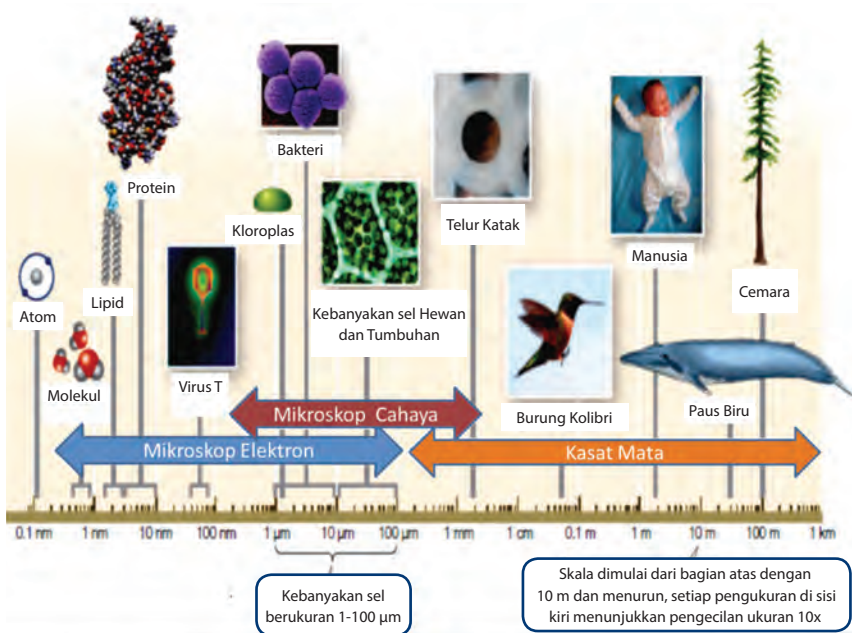 Protein
Bakteri
Kloroplas
Telur Katak
Manusia
Cemara
Atom
Lipid
Molekul
Virus T
Kebanyakan sel Hewan
dan Tumbuhan
Burung Kolibri
Paus Biru
Mikroskop Cahaya
Mikroskop Elektron
Kasat Mata
0.1 nm 1 nm 10 nm 100 nm 1 µm 10 µm 100 µm 1 mm 1 cm 0.1 m 1 m 10 m 100 m 1 km
Kebanyakan sel
berukuran 1-100 µm
Skala dimulai dari bagian atas dengan
10 m dan menurun, setiap pengukuran di sisi
kiri menunjukkan pengecilan ukuran 10x